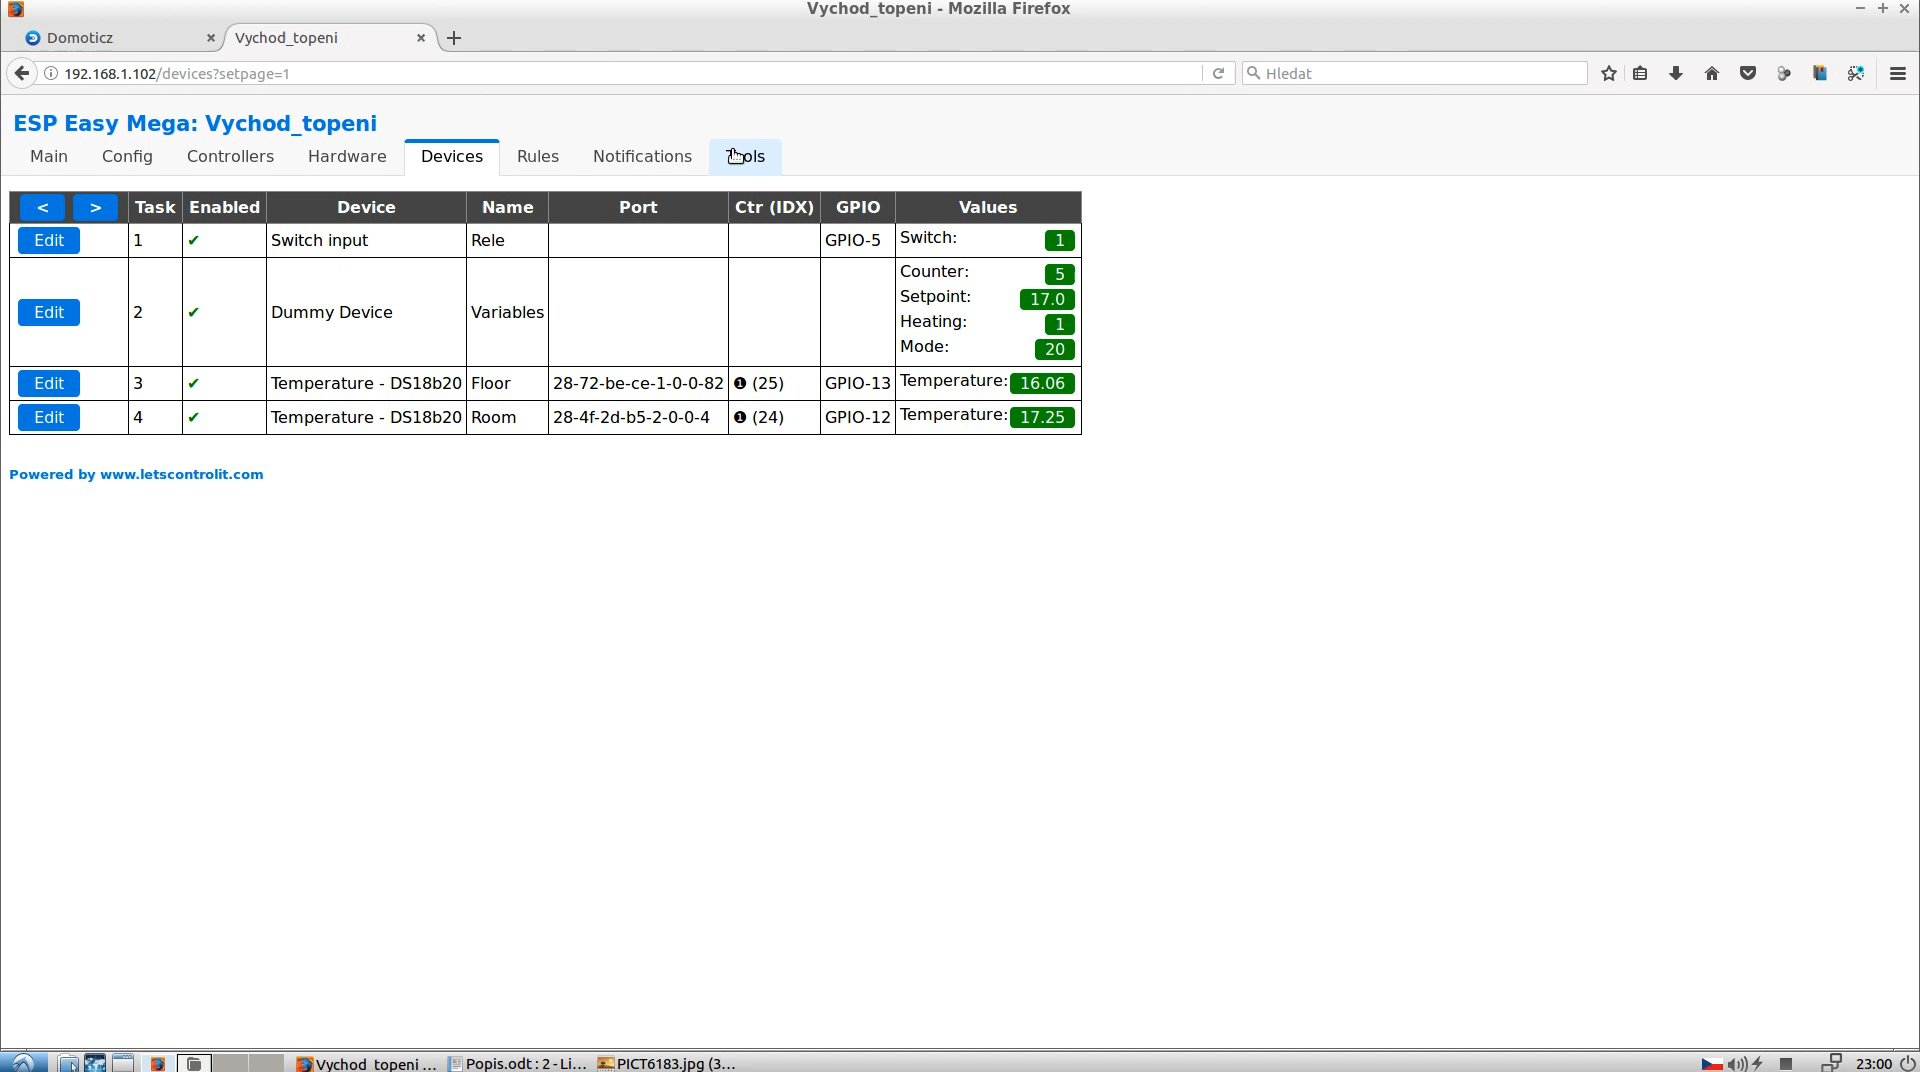 Vychod_topeni - Mozilla Firefox
Domoticz
Vychod_topeni
192.168.1.102/devices?setpage=1
Hledat
ESP Easy Mega: Vychod_topeni
Main Config Controllers Hardware Devices Rules Notifications Tools
< > Task Enabled Device Name Port Ctr (IDX) GPIO Values
Edit 1 ✔ Switch input Rele GPIO-5 Switch: 1
Edit 2 ✔ Dummy Device Variables Counter: 5
Setpoint: 17.0
Heating: 1
Mode: 20
Edit 3 ✔ Temperature - DS18b20 Floor 28-72-be-ce-1-0-0-82 ❶ (25) GPIO-13 Temperature: 16.06
Edit 4 ✔ Temperature - DS18b20 Room 28-4f-2d-b5-2-0-0-4 ❶ (24) GPIO-12 Temperature: 17.25
Powered by www.letscontrolit.com
Vychod_topeni ... Popis.odt : 2 - Li... PICT6183.jpg (3... 23:00